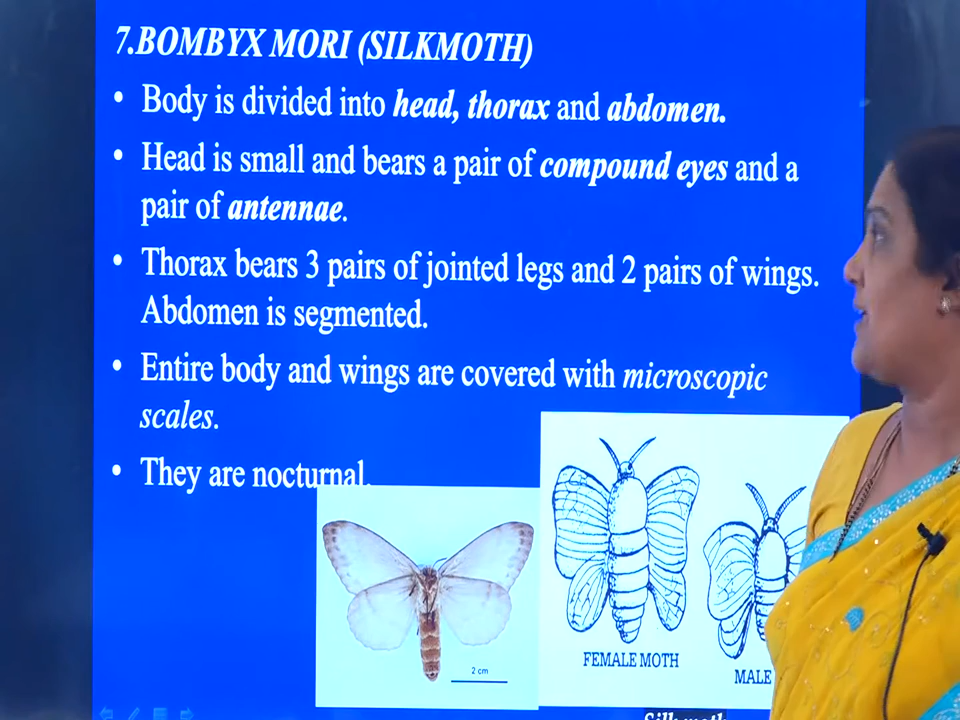 7.BOMBYX MORI (SILKMOTH)
• Body is divided into head, thorax and abdomen.
• Head is small and bears a pair of compound eyes and a
pair of antennae.
• Thorax bears 3 pairs of jointed legs and 2 pairs of wings.
Abdomen is segmented.
• Entire body and wings are covered with microscopic
scales.
• They are nocturnal.
2 cm
FEMALE MOTH
MALE